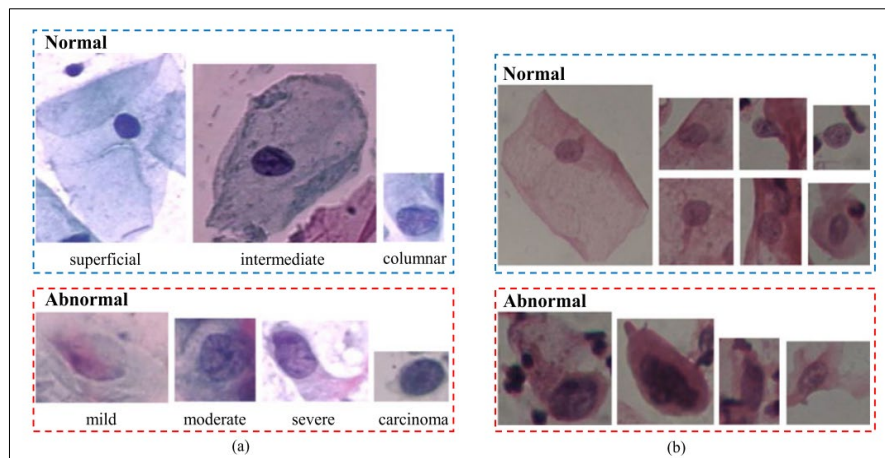 Normal
superficial
intermediate
columnar
Abnormal
mild
moderate
severe
carcinoma
(a)
Normal
Abnormal
(b)